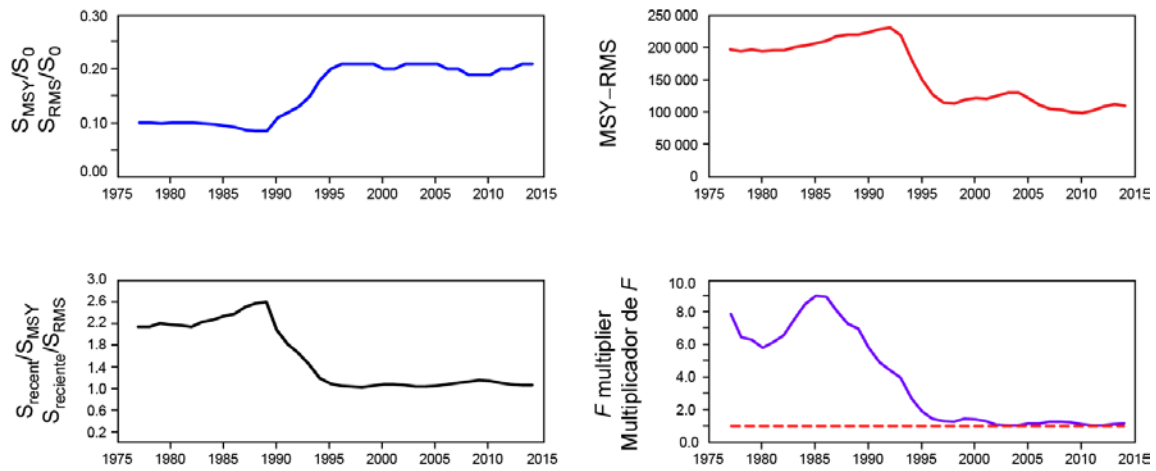 S_MSY/S_0
S_RMS/S_0
0.30
0.20
0.10
0.00
1975 1980 1985 1990 1995 2000 2005 2010 2015
MSY–RMS
250 000
200 000
150 000
100 000
50 000
0
1975 1980 1985 1990 1995 2000 2005 2010 2015
S_recent/S_MSY
S_reciente/S_RMS
3.0
2.6
2.2
1.8
1.4
1.0
0.6
0.2
1975 1980 1985 1990 1995 2000 2005 2010 2015
F multiplier
Multiplicador de F
10.0
8.0
6.0
4.0
2.0
0.0
1975 1980 1985 1990 1995 2000 2005 2010 2015